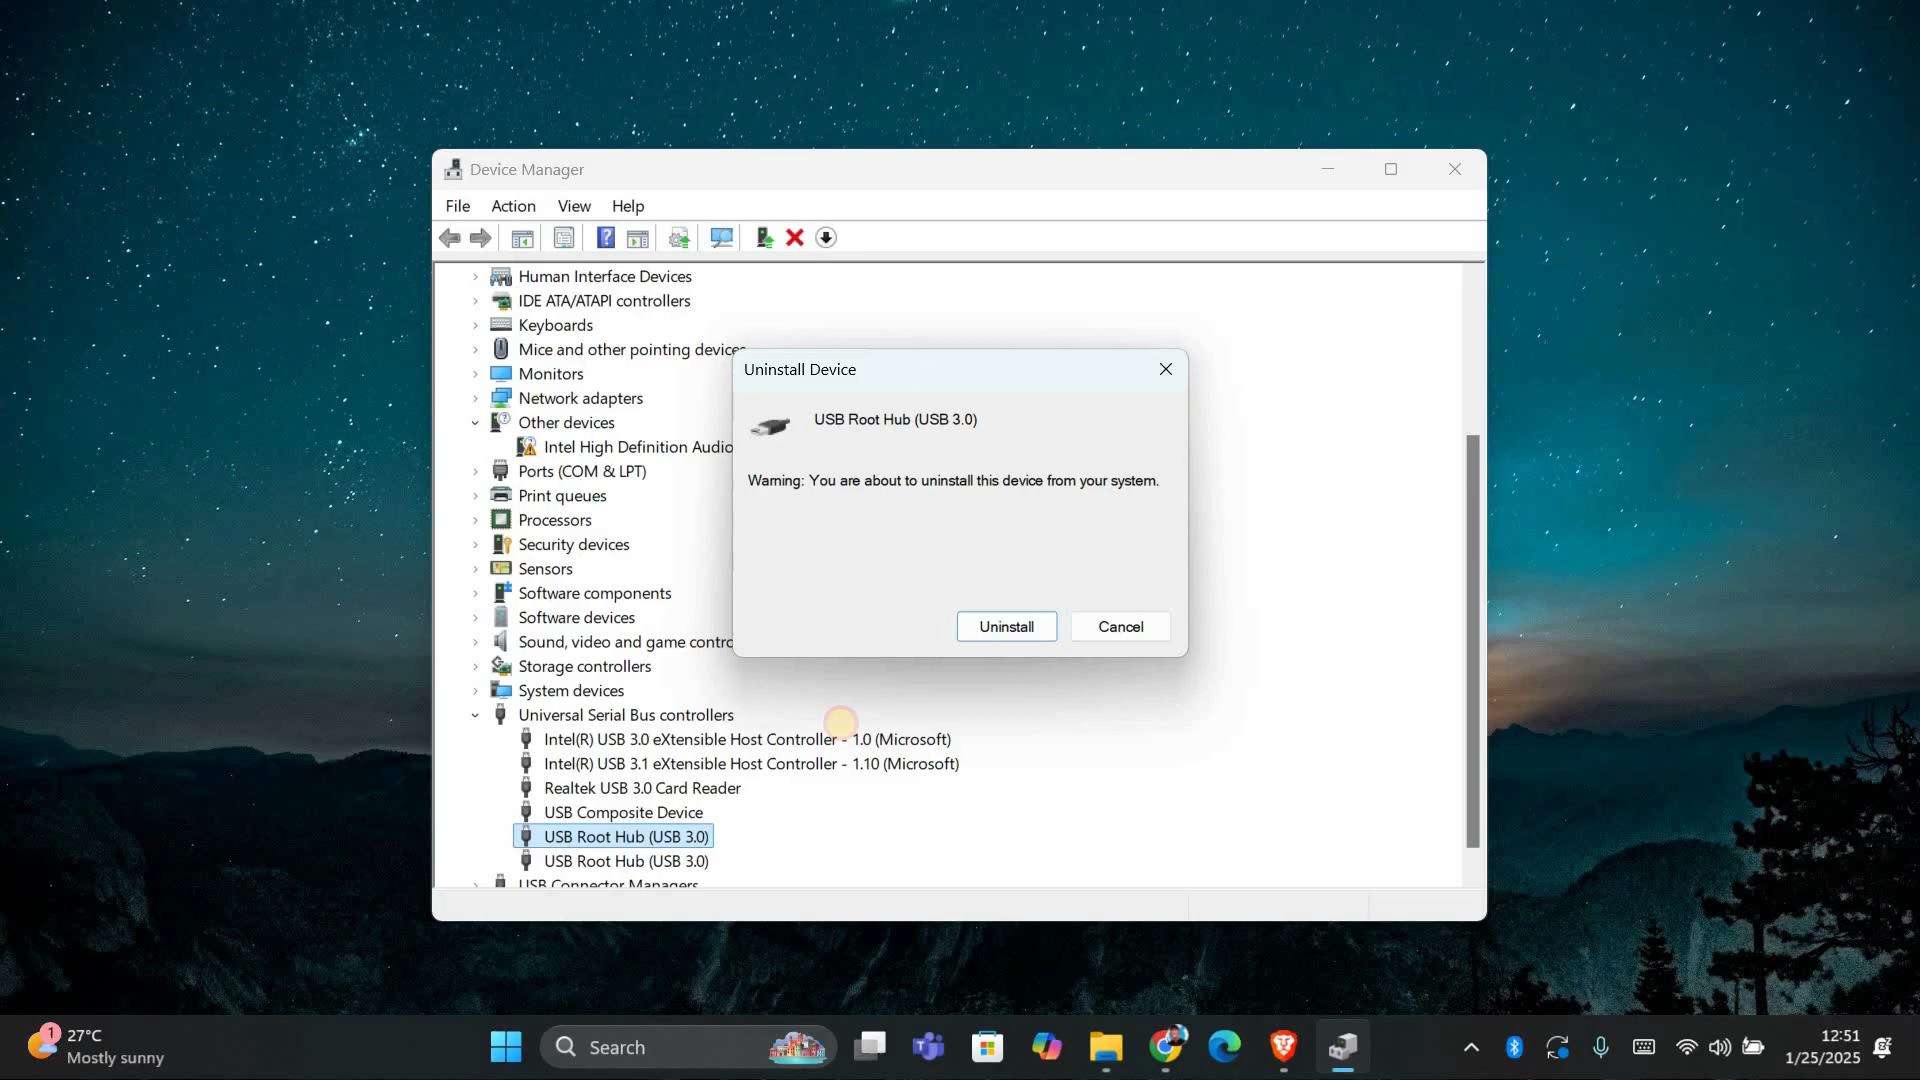 Device Manager
File Action View Help
Human Interface Devices
IDE ATA/ATAPI controllers
Keyboards
Mice and other pointing devices
Monitors
Network adapters
Other devices
Intel High Definition Audio
Ports (COM & LPT)
Print queues
Processors
Security devices
Sensors
Software components
Software devices
Sound, video and game contro
Storage controllers
System devices
Universal Serial Bus controllers
Intel(R) USB 3.0 eXtensible Host Controller - 1.0 (Microsoft)
Intel(R) USB 3.1 eXtensible Host Controller - 1.10 (Microsoft)
Realtek USB 3.0 Card Reader
USB Composite Device
USB Root Hub (USB 3.0)
USB Root Hub (USB 3.0)
USB Connector Managers
Uninstall Device
USB Root Hub (USB 3.0)
Warning: You are about to uninstall this device from your system.
Uninstall Cancel
1
27°C
Mostly sunny
Search
12:51
1/25/2025